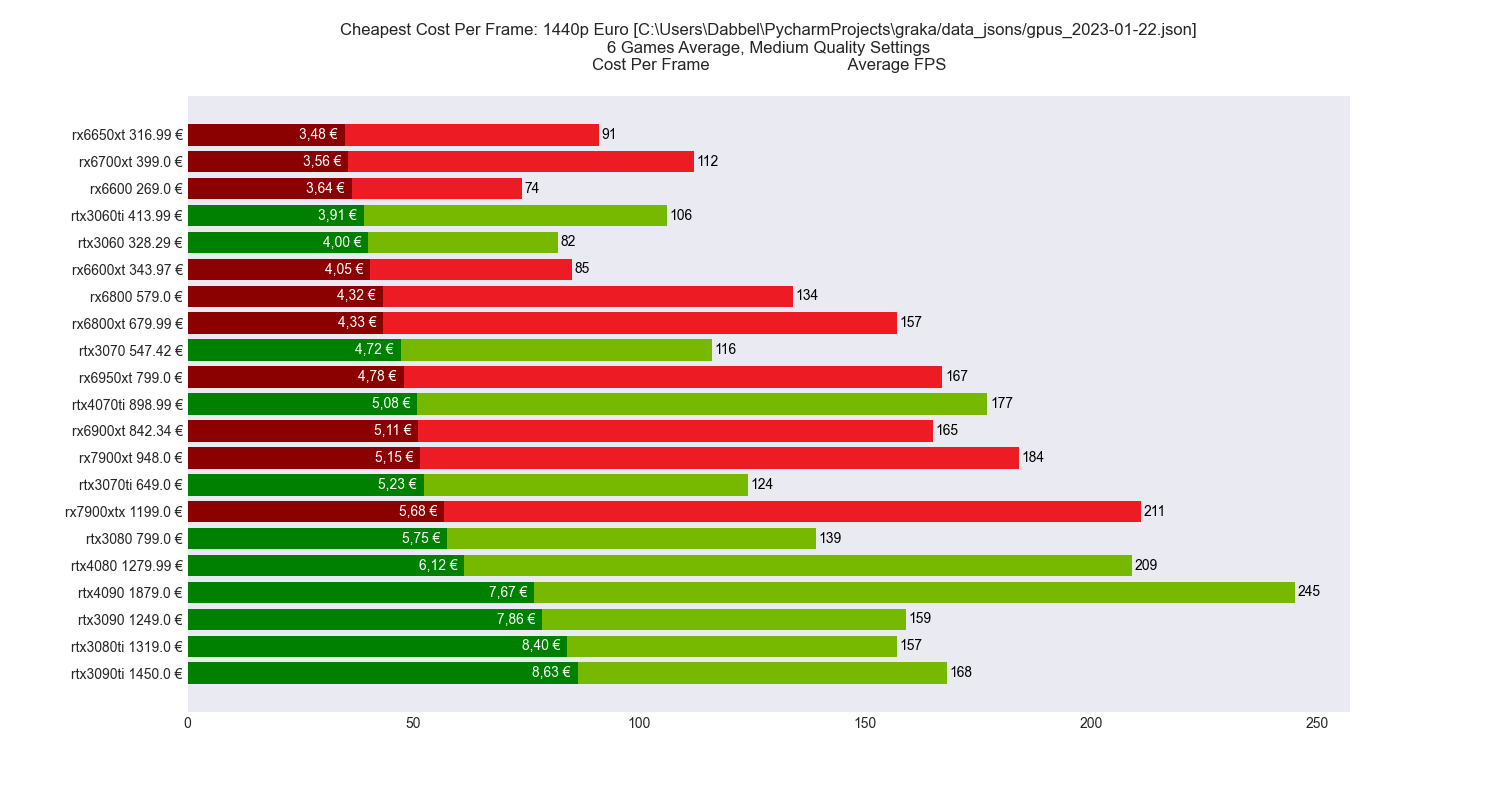 Cheapest Cost Per Frame: 1440p Euro [C:\Users\Dabbel\PycharmProjects\graka/data_jsons/gpus_2023-01-22.json]
6 Games Average, Medium Quality Settings
Cost Per Frame Average FPS
rx6650xt 316.99 € 3,48 € 91
rx6700xt 399.0 € 3,56 € 112
rx6600 269.0 € 3,64 € 74
rtx3060ti 413.99 € 3,91 € 106
rtx3060 328.29 € 4,00 € 82
rx6600xt 343.97 € 4,05 € 85
rx6800 579.0 € 4,32 € 134
rx6800xt 679.99 € 4,33 € 157
rtx3070 547.42 € 4,72 € 116
rx6950xt 799.0 € 4,78 € 167
rtx4070ti 898.99 € 5,08 € 177
rx6900xt 842.34 € 5,11 € 165
rx7900xt 948.0 € 5,15 € 184
rtx3070ti 649.0 € 5,23 € 124
rx7900xtx 1199.0 € 5,68 € 211
rtx3080 799.0 € 5,75 € 139
rtx4080 1279.99 € 6,12 € 209
rtx4090 1879.0 € 7,67 € 245
rtx3090 1249.0 € 7,86 € 159
rtx3080ti 1319.0 € 8,40 € 157
rtx3090ti 1450.0 € 8,63 € 168
0 50 100 150 200 250